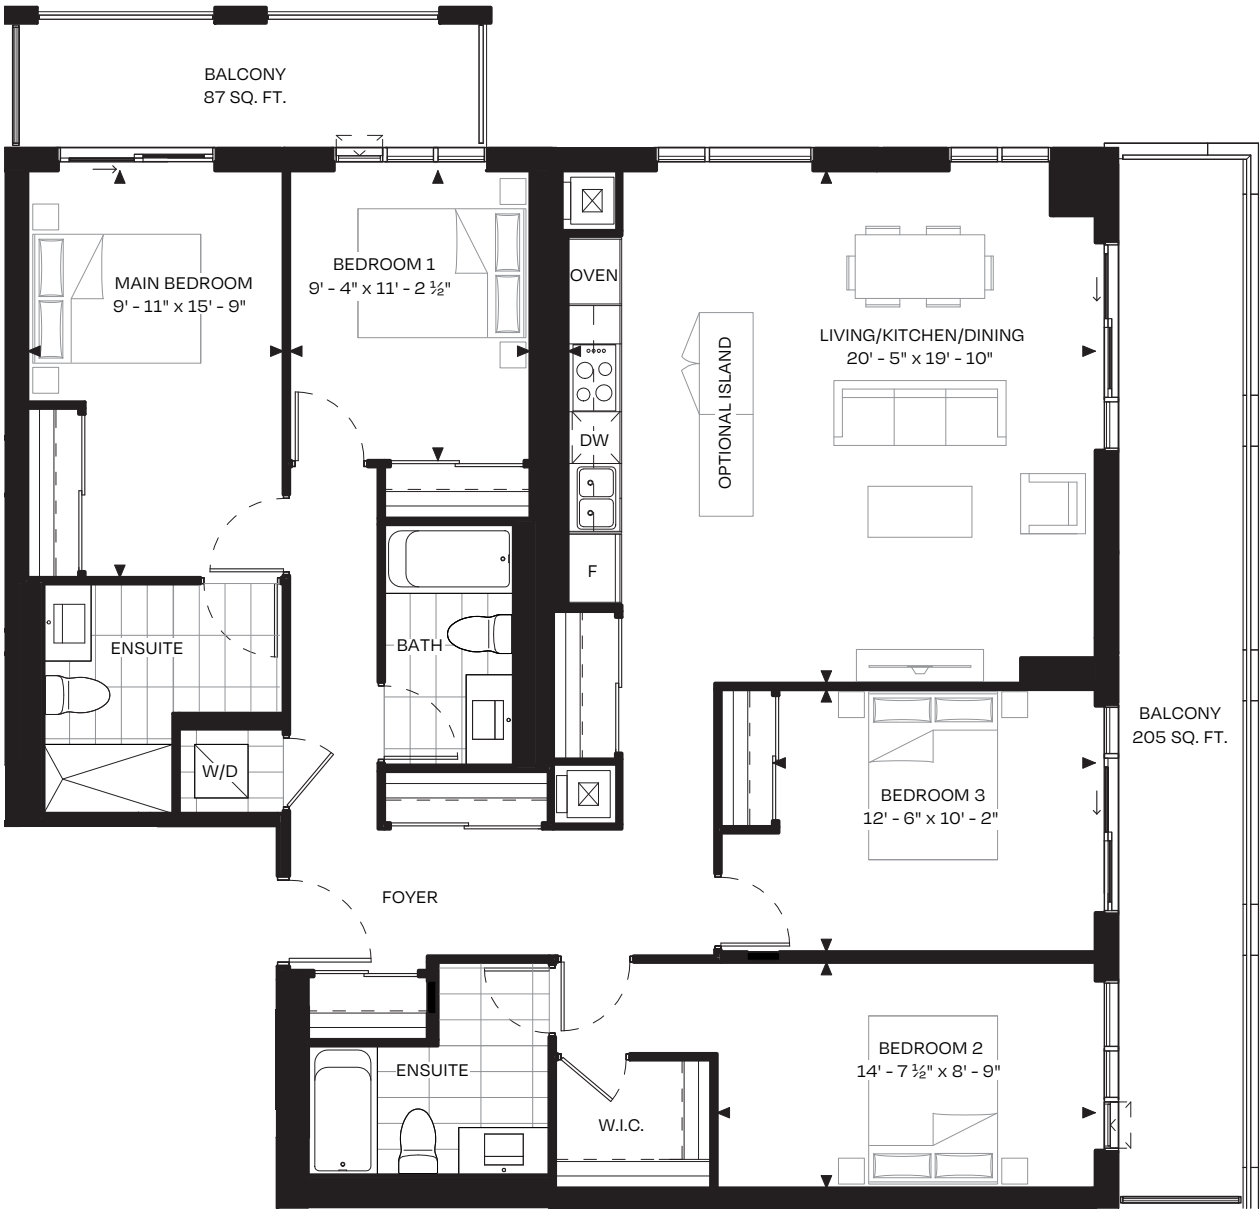 BALCONY
87 SQ. FT.
MAIN BEDROOM
9' - 11" x 15' - 9"
BEDROOM 1
9' - 4" x 11' - 2 ½"
OVEN
DW
F
OPTIONAL ISLAND
LIVING/KITCHEN/DINING
20' - 5" x 19' - 10"
ENSUITE
BATH
W/D
BALCONY
205 SQ. FT.
BEDROOM 3
12' - 6" x 10' - 2"
FOYER
ENSUITE
W.I.C.
BEDROOM 2
14' - 7 ½" x 8' - 9"